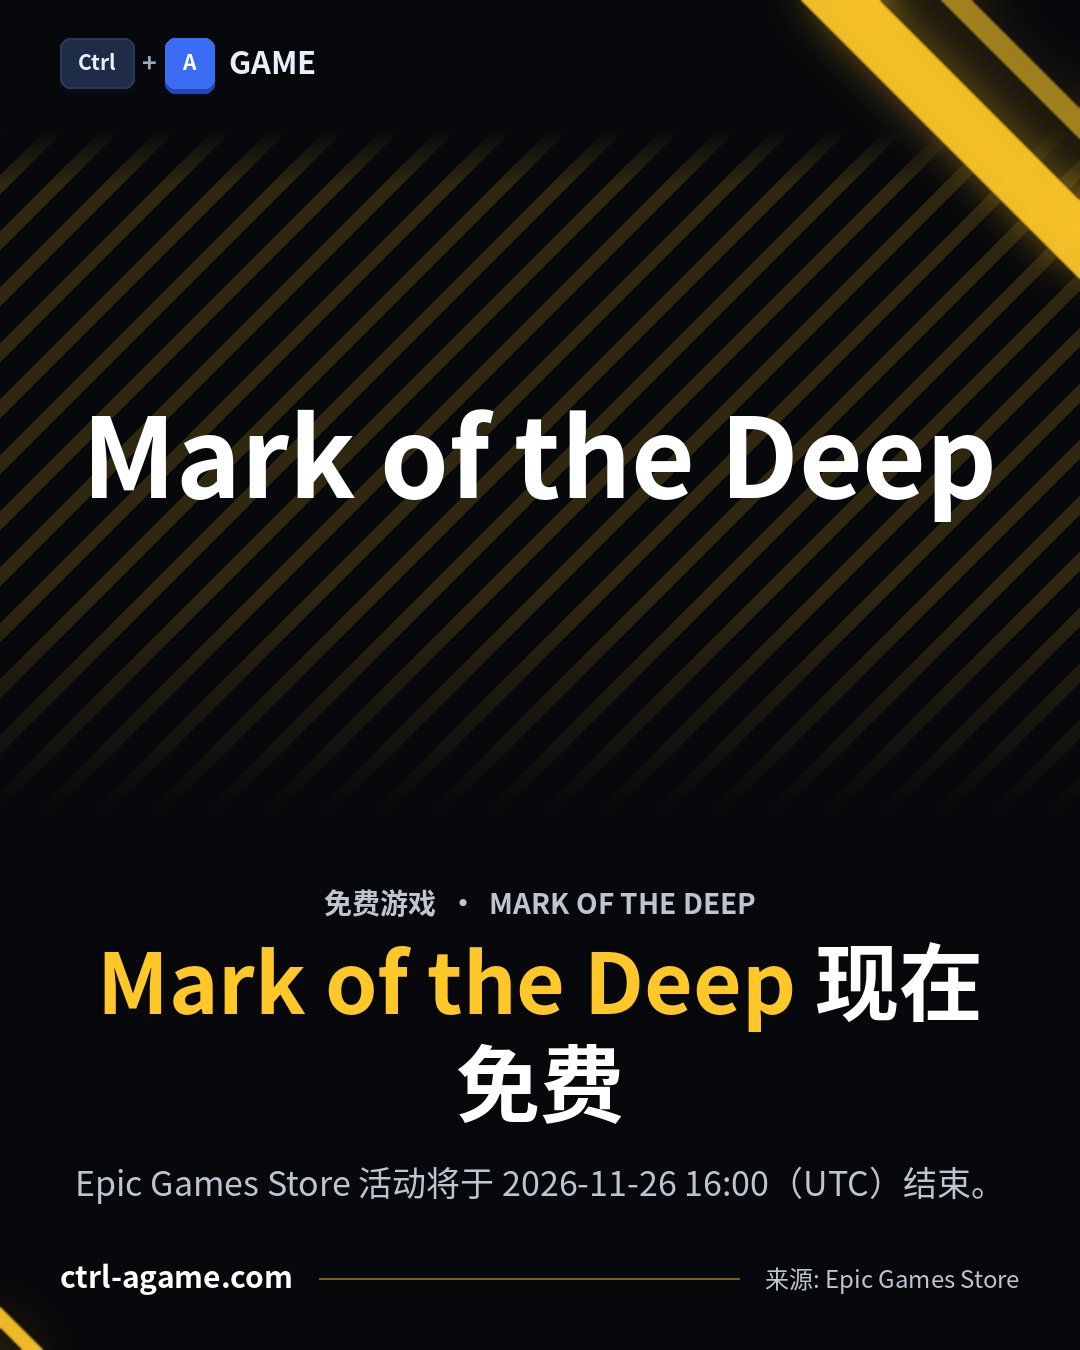 Ctrl + A GAME
Mark of the Deep
免费游戏 • MARK OF THE DEEP
Mark of the Deep 现在
免费
Epic Games Store 活动将于 2026-11-26 16:00（UTC）结束。
ctrl-agame.com
来源: Epic Games Store